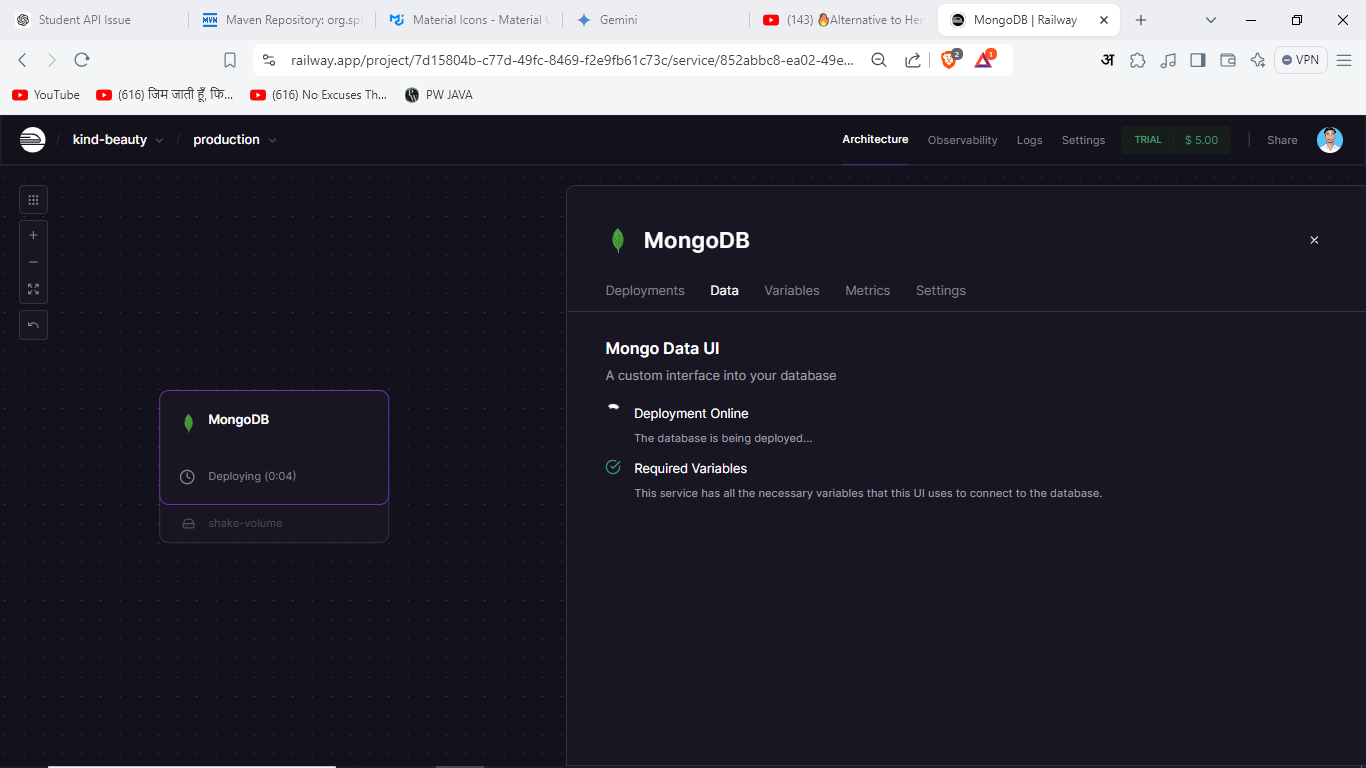 Student API Issue
MVN Maven Repository: org.spr
Material Icons - Material U
Gemini
(143) 🔥Alternative to Her
MongoDB | Railway
railway.app/project/7d15804b-c77d-49fc-8469-f2e9fb61c73c/service/852abbc8-ea02-49e...
2
1
अ
VPN
YouTube
(616) जिम जाती हूँ, फि...
(616) No Excuses Th...
PW JAVA
/ kind-beauty / production
Architecture
Observability
Logs
Settings
TRIAL $ 5.00
Share
MongoDB
Deployments
Data
Variables
Metrics
Settings
Mongo Data UI
A custom interface into your database
Deployment Online
The database is being deployed...
Required Variables
This service has all the necessary variables that this UI uses to connect to the database.
MongoDB
Deploying (0:04)
shake-volume